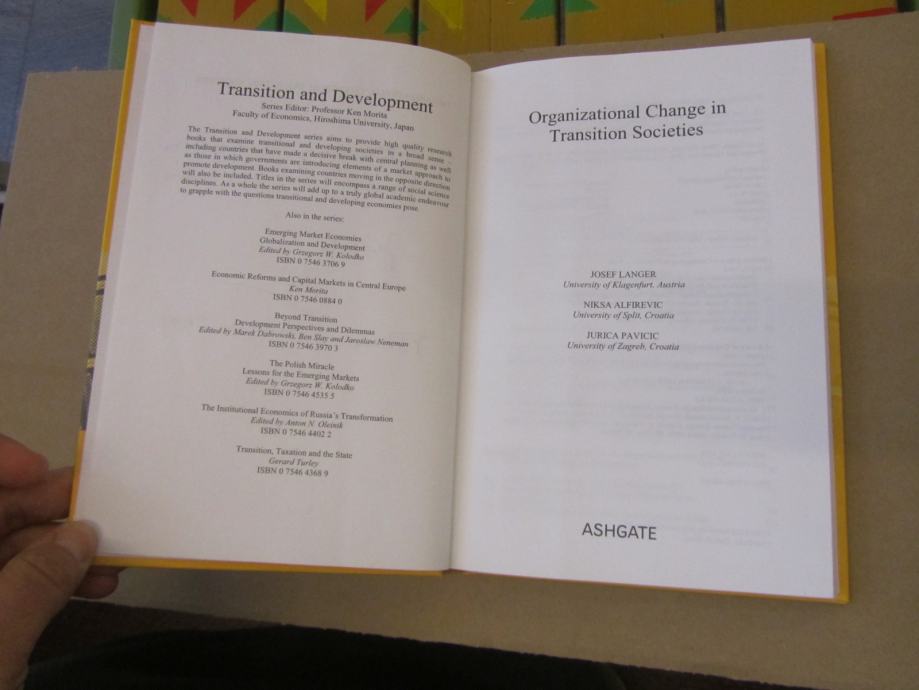 Transition and Development
Series Editor: Professor Ken Morita
Faculty of Economics, Hiroshima University, Japan
The Transition and Development series aims to provide high quality research
books that examine transitional and developing societies in a broad sense –
including countries that have made a decisive break with central planning as well
as those in which governments are introducing elements of a market approach to
promote development. Books examining countries moving in the opposite direction
will also be included. Titles in the series will encompass a range of social science
disciplines. As a whole the series will add up to a truly global academic endeavour
to grapple with the questions transitional and developing economies pose.
Also in the series:
Emerging Market Economies
Globalization and Development
Edited by Grzegorz W. Kolodko
ISBN 0 7546 3706 9
Economic Reforms and Capital Markets in Central Europe
Ken Morita
ISBN 0 7546 0884 0
Beyond Transition
Development Perspectives and Dilemmas
Edited by Marek Dabrowski, Ben Slay and Jaroslaw Neneman
ISBN 0 7546 3970 3
The Polish Miracle
Lessons for the Emerging Markets
Edited by Grzegorz W. Kolodko
ISBN 0 7546 4535 5
The Institutional Economics of Russia's Transformation
Edited by Anton N. Oleinik
ISBN 0 7546 4402 2
Transition, Taxation and the State
Gerard Turley
ISBN 0 7546 4368 9
Organizational Change in
Transition Societies
JOSEF LANGER
University of Klagenfurt, Austria
NIKSA ALFIREVIC
University of Split, Croatia
JURICA PAVICIC
University of Zagreb, Croatia
ASHGATE